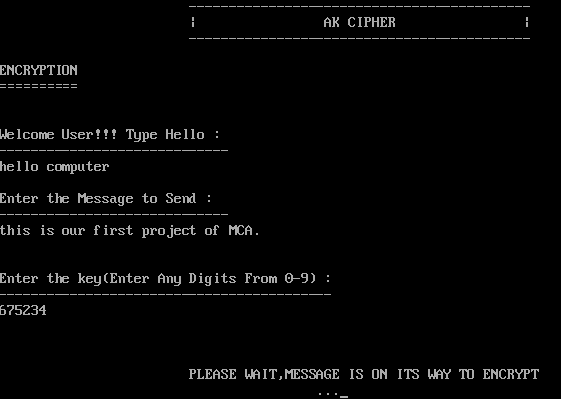 ¦ AK CIPHER ¦
ENCRYPTION
==========
Welcome User!!! Type Hello :
-----------------------------
hello computer
Enter the Message to Send :
-----------------------------
this is our first project of MCA.
Enter the key(Enter Any Digits From 0-9) :
------------------------------------------
675234
PLEASE WAIT,MESSAGE IS ON ITS WAY TO ENCRYPT
..._